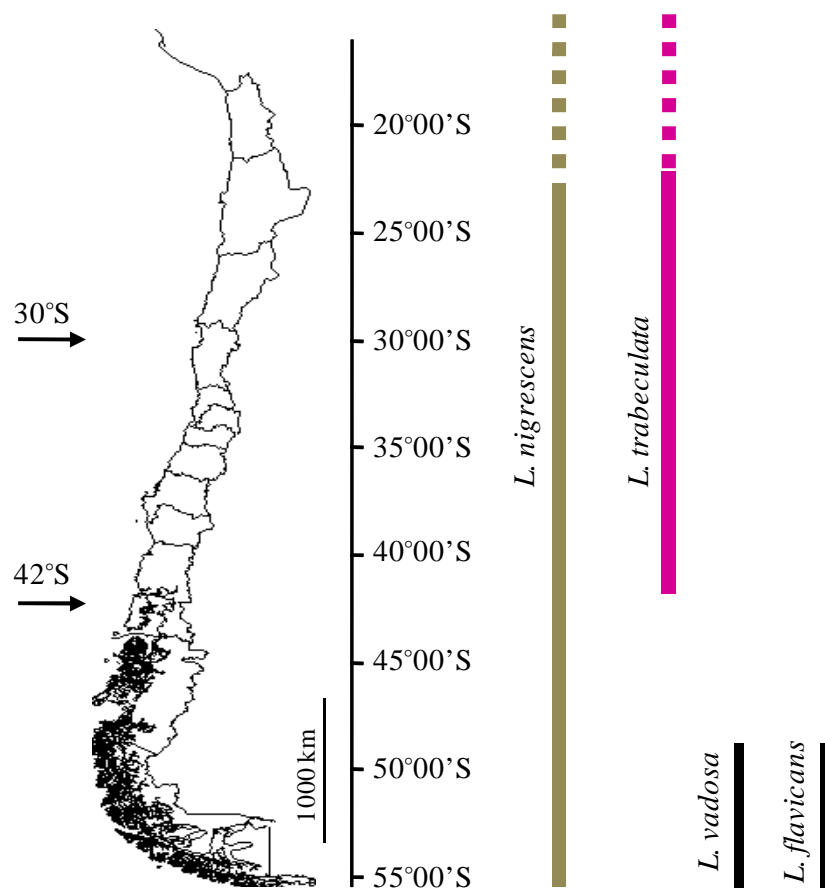 20°00’S
25°00’S
30°S
30°00’S
35°00’S
40°00’S
42°S
45°00’S
50°00’S
55°00’S
1000 km
L. nigrescens
L. trabeculata
L. vadosa
L. flavicans